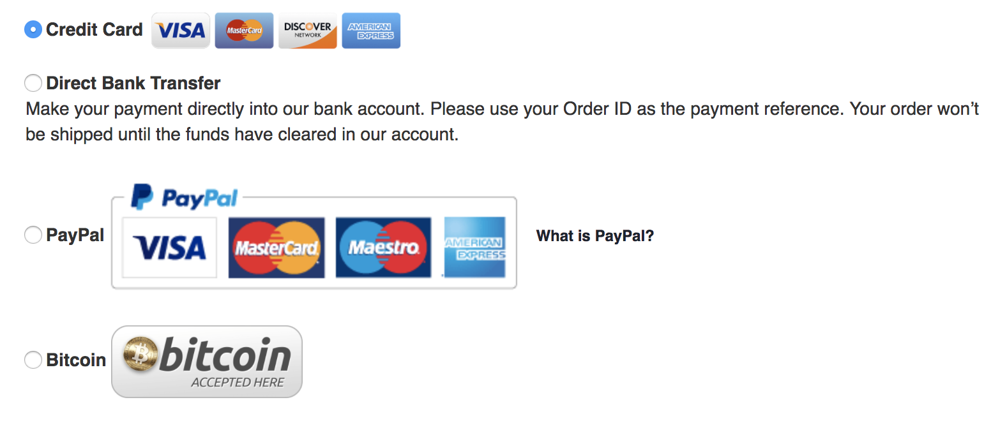 Credit Card VISA MasterCard DISCOVER NETWORK AMERICAN EXPRESS
Direct Bank Transfer
Make your payment directly into our bank account. Please use your Order ID as the payment reference. Your order won’t
be shipped until the funds have cleared in our account.
PayPal
PayPal VISA MasterCard Maestro AMERICAN EXPRESS What is PayPal?
Bitcoin bitcoin
ACCEPTED HERE